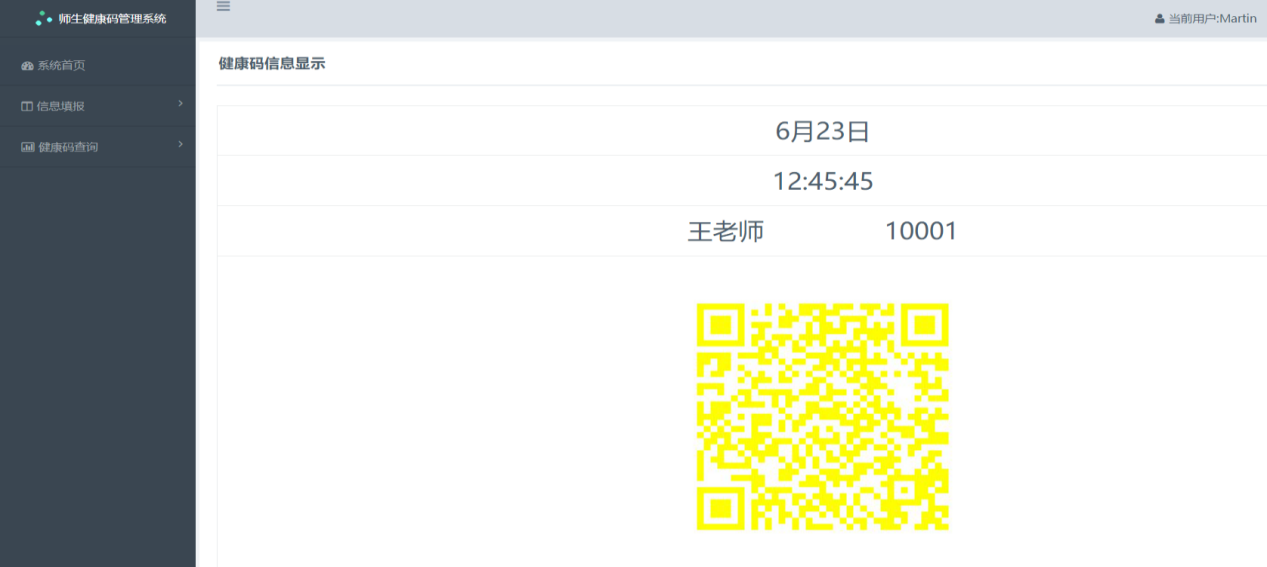 师生健康码管理系统
当前用户:Martin
系统首页
信息填报
健康码查询
健康码信息显示
6月23日
12:45:45
王老师 10001